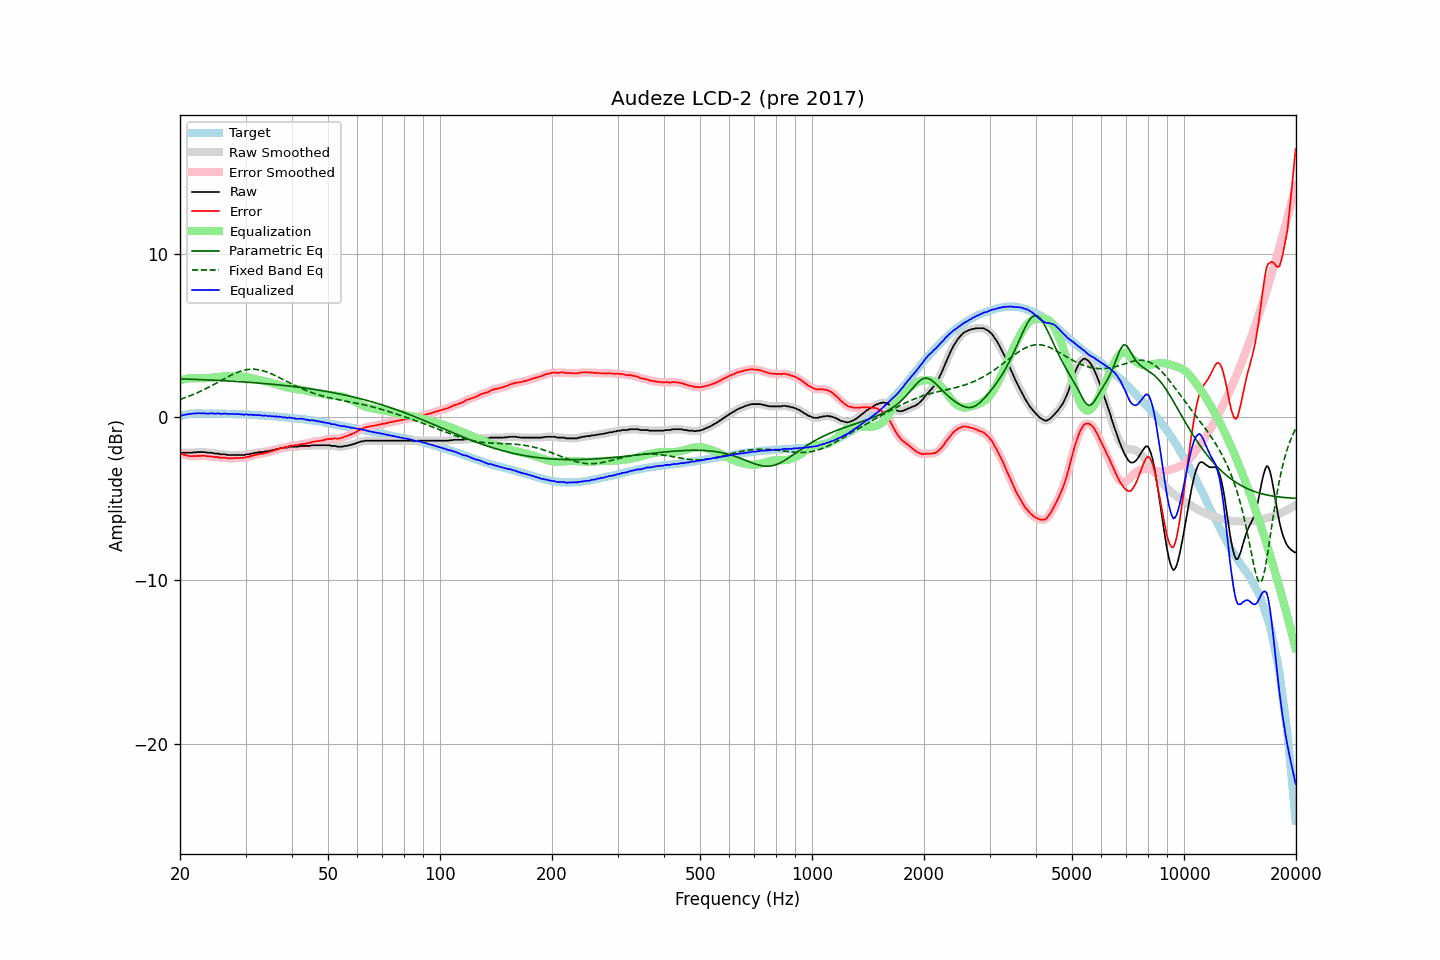 Audeze LCD-2 (pre 2017)
Target
Raw Smoothed
Error Smoothed
Raw
Error
Equalization
Parametric Eq
Fixed Band Eq
Equalized
Amplitude (dBr)
10
0
−10
−20
20
50
100
200
500
1000
2000
5000
10000
20000
Frequency (Hz)